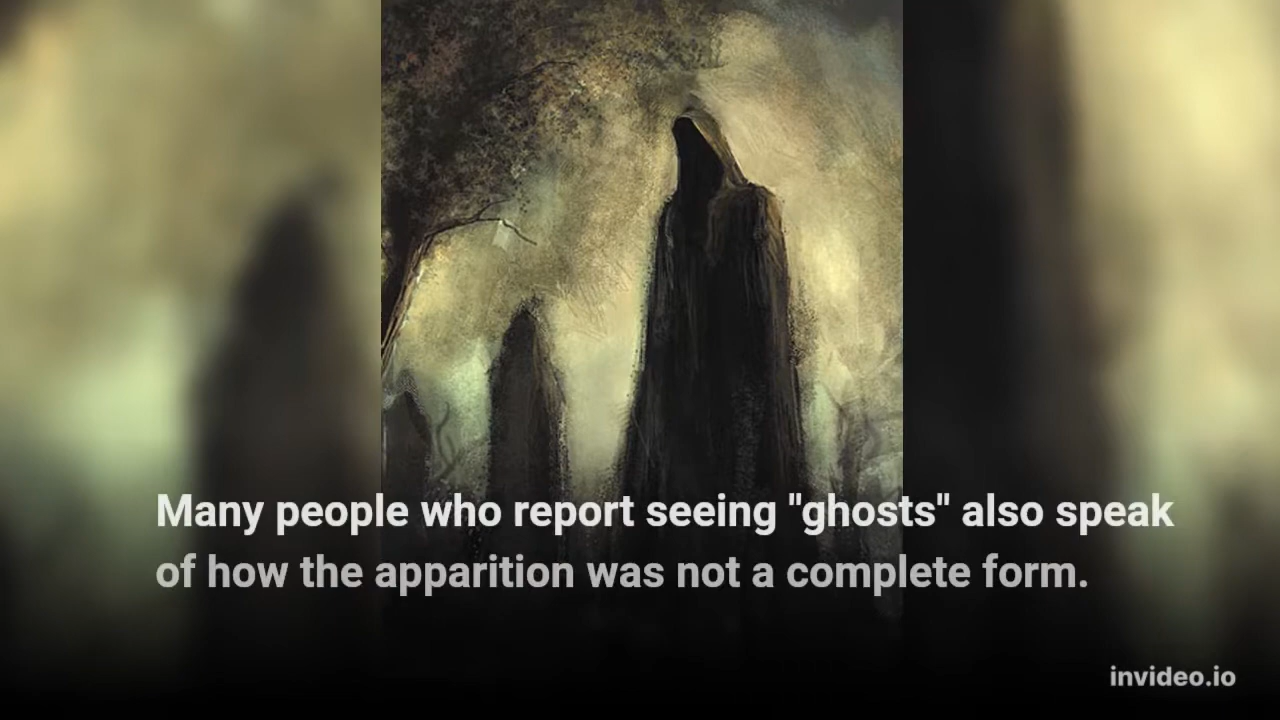 Many people who report seeing "ghosts" also speak
of how the apparition was not a complete form.
invideo.io